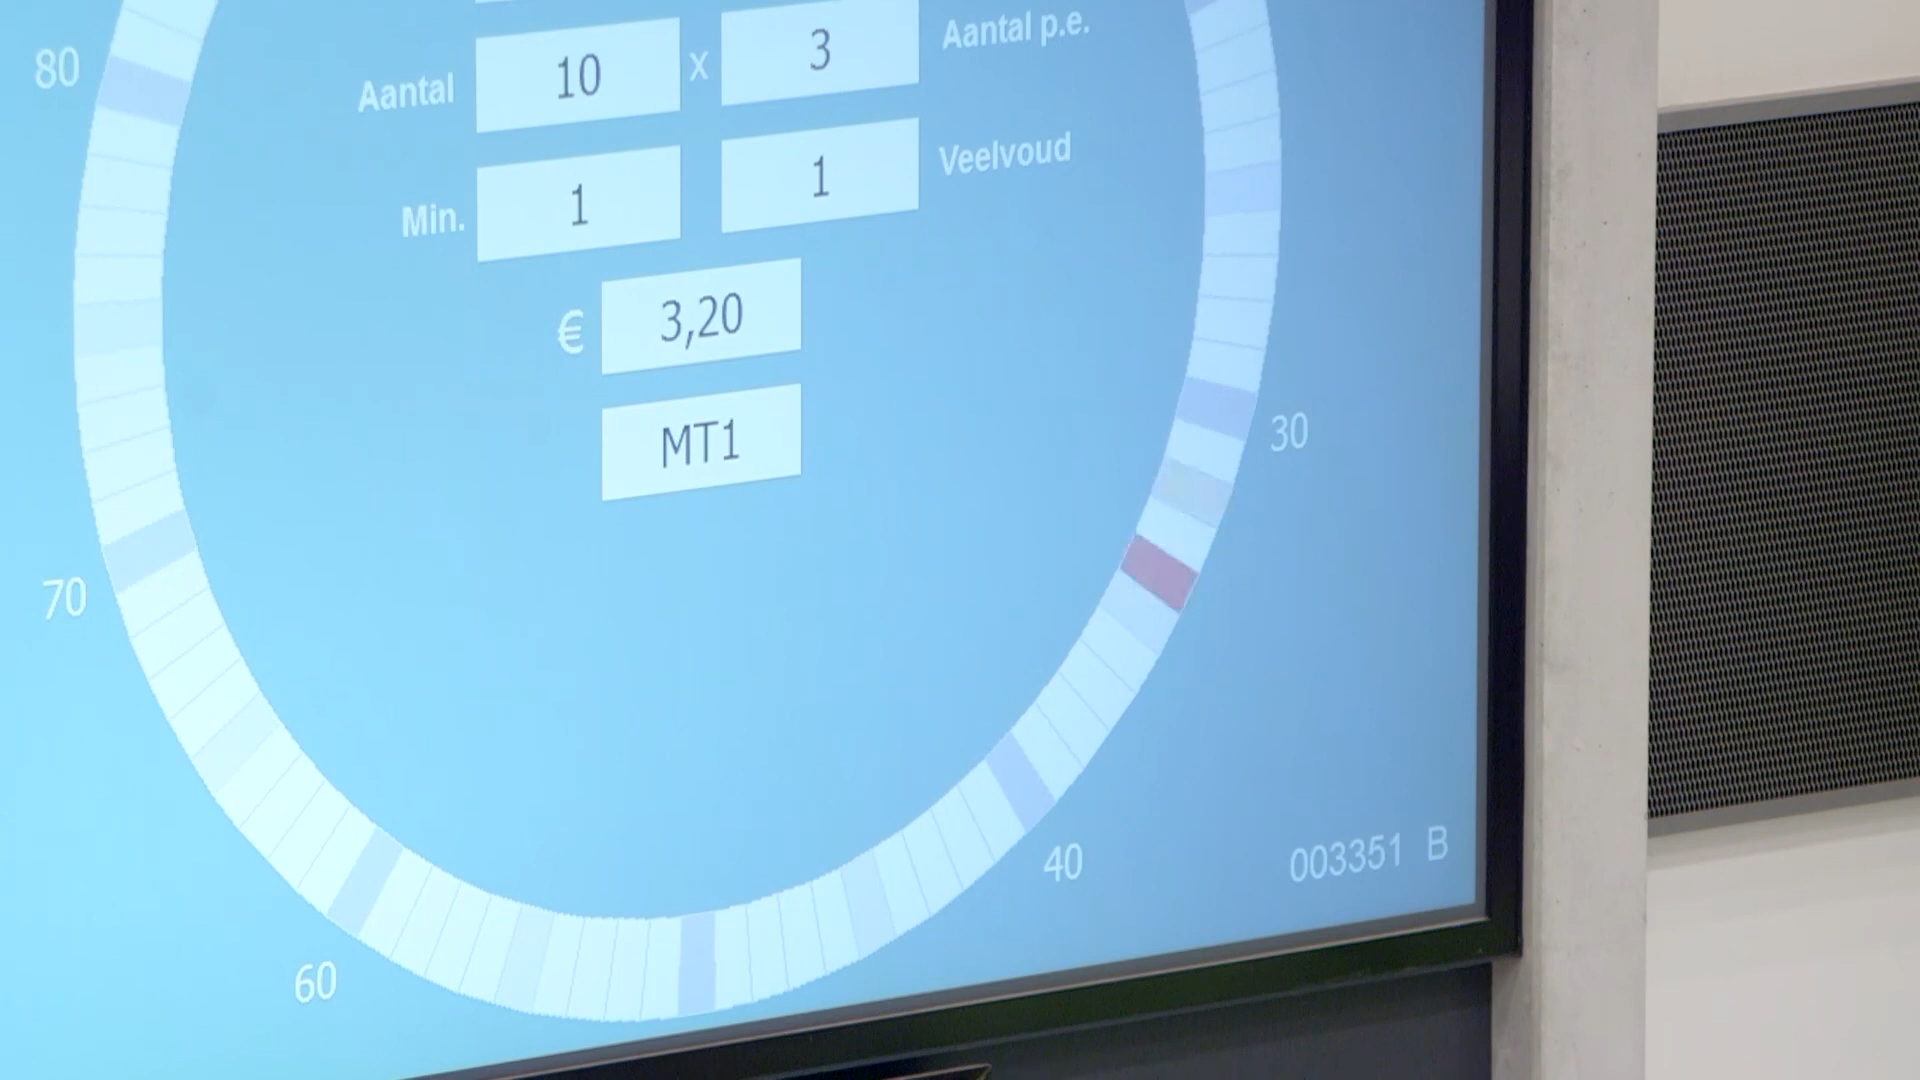 80
Aantal 10 x 3 Aantal p.e.
Min. 1 1 Veelvoud
€ 3,20
MT1
30
70
40
003351 B
60